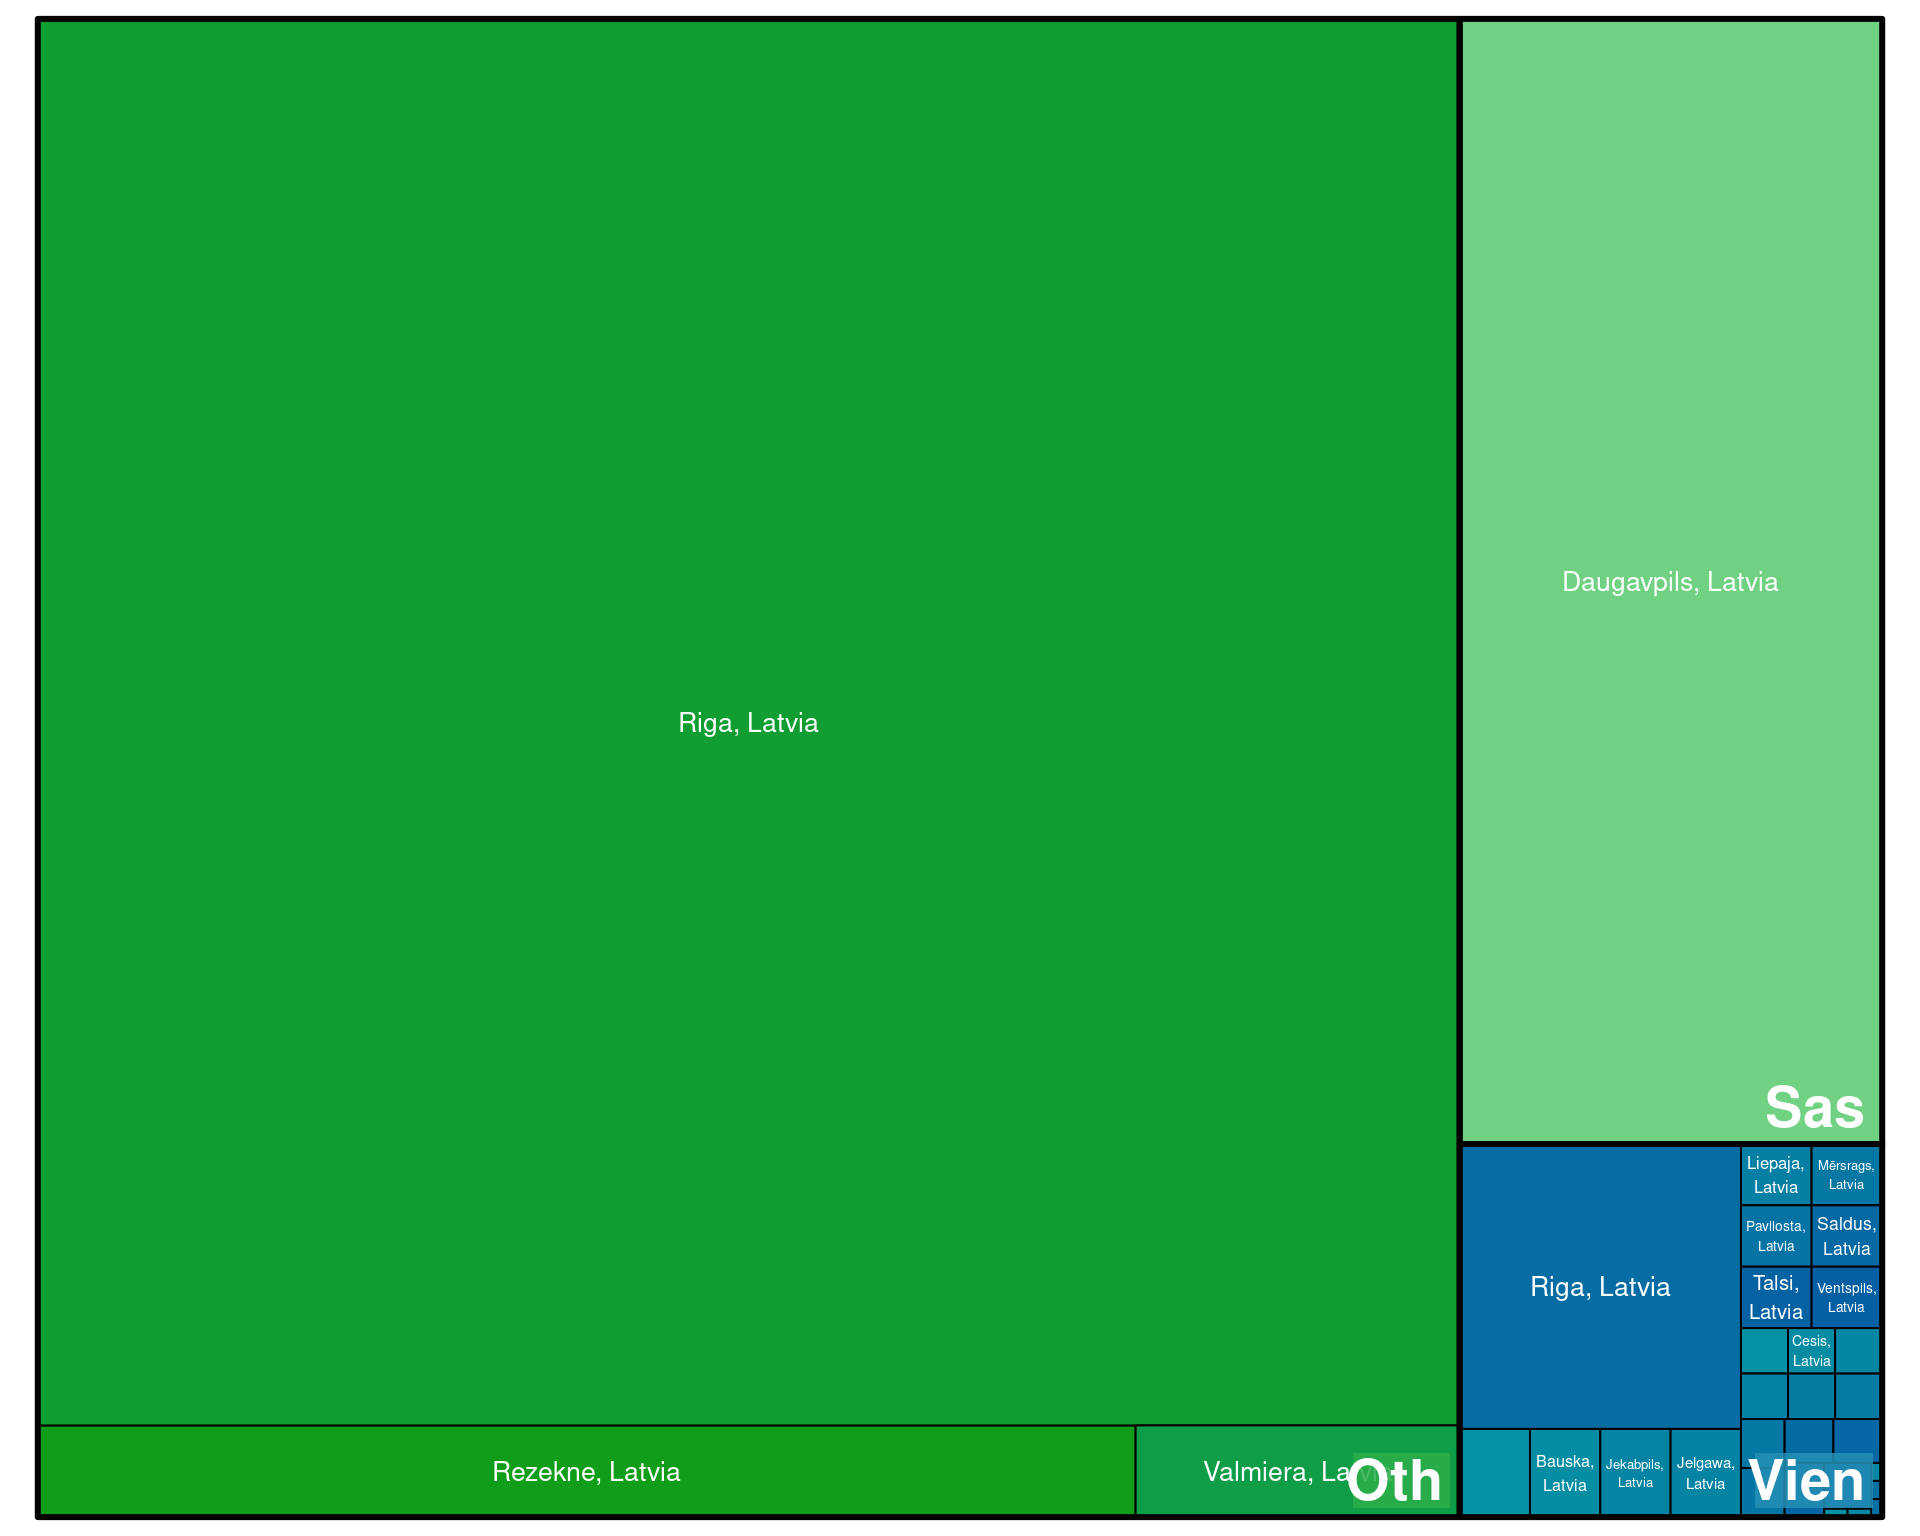 Riga, Latvia
Rezekne, Latvia
Valmiera, La
Oth
Daugavpils, Latvia
Sas
Riga, Latvia
Liepaja,
Latvia
Mērsrags,
Latvia
Pavilosta,
Latvia
Saldus,
Latvia
Talsi,
Latvia
Ventspils,
Latvia
Cesis,
Latvia
Bauska,
Latvia
Jekabpils,
Latvia
Jelgawa,
Latvia
Vien